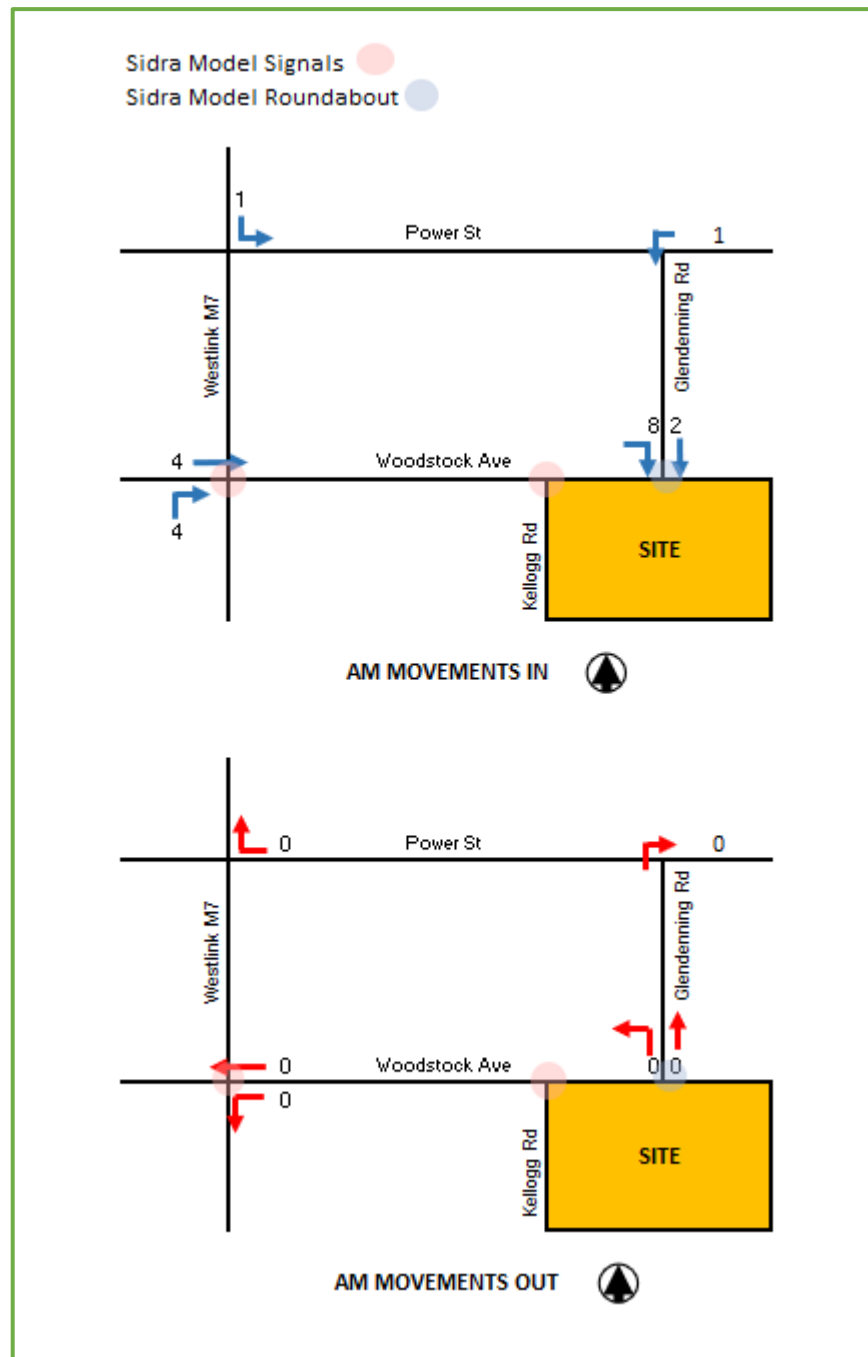 Sidra Model Signals
Sidra Model Roundabout
1
Power St
1
Westlink M7
Glendenning Rd
8 2
4
Woodstock Ave
4
Kellogg Rd
SITE
AM MOVEMENTS IN
0
Power St
0
Westlink M7
Glendenning Rd
0
Woodstock Ave
0 0
0
Kellogg Rd
SITE
AM MOVEMENTS OUT